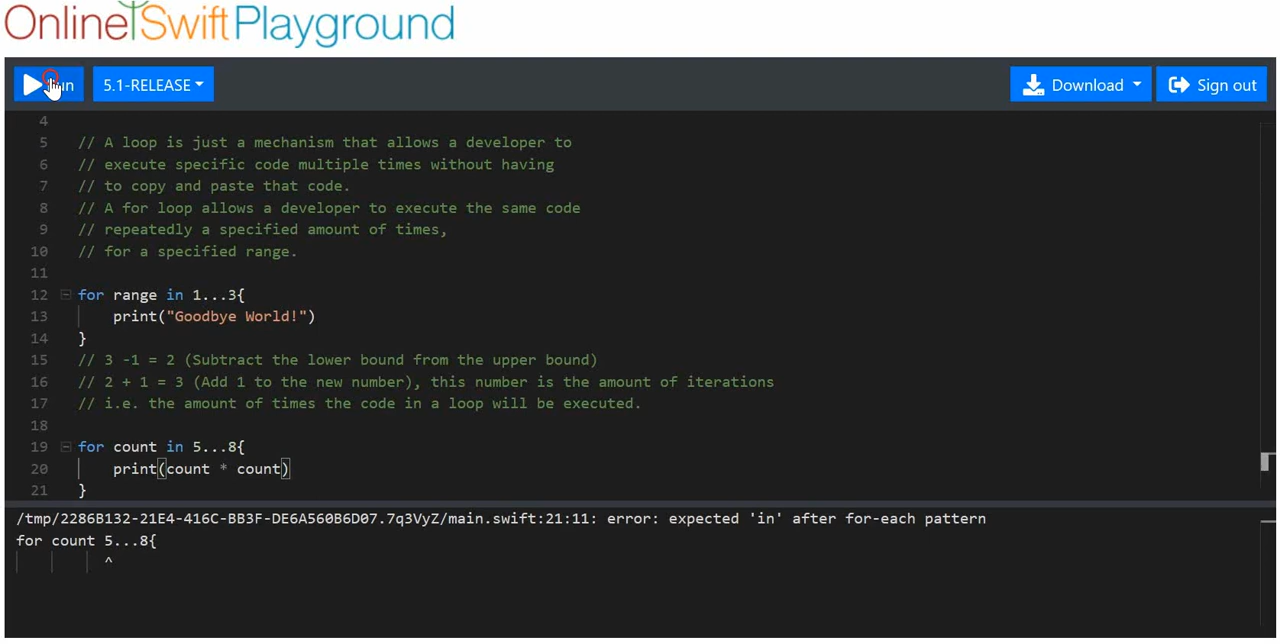 OnlineSwiftPlayground
5.1-RELEASE
Download
Sign out
4
5 // A loop is just a mechanism that allows a developer to
6 // execute specific code multiple times without having
7 // to copy and paste that code.
8 // A for loop allows a developer to execute the same code
9 // repeatedly a specified amount of times,
10 // for a specified range.
11
12 for range in 1...3{
13 print("Goodbye World!")
14 }
15 // 3 -1 = 2 (Subtract the lower bound from the upper bound)
16 // 2 + 1 = 3 (Add 1 to the new number), this number is the amount of iterations
17 // i.e. the amount of times the code in a loop will be executed.
18
19 for count in 5...8{
20 print(count * count)
21 }
/tmp/2286B132-21E4-416C-BB3F-DE6A560B6D07.7q3VyZ/main.swift:21:11: error: expected 'in' after for-each pattern
for count 5...8{
^